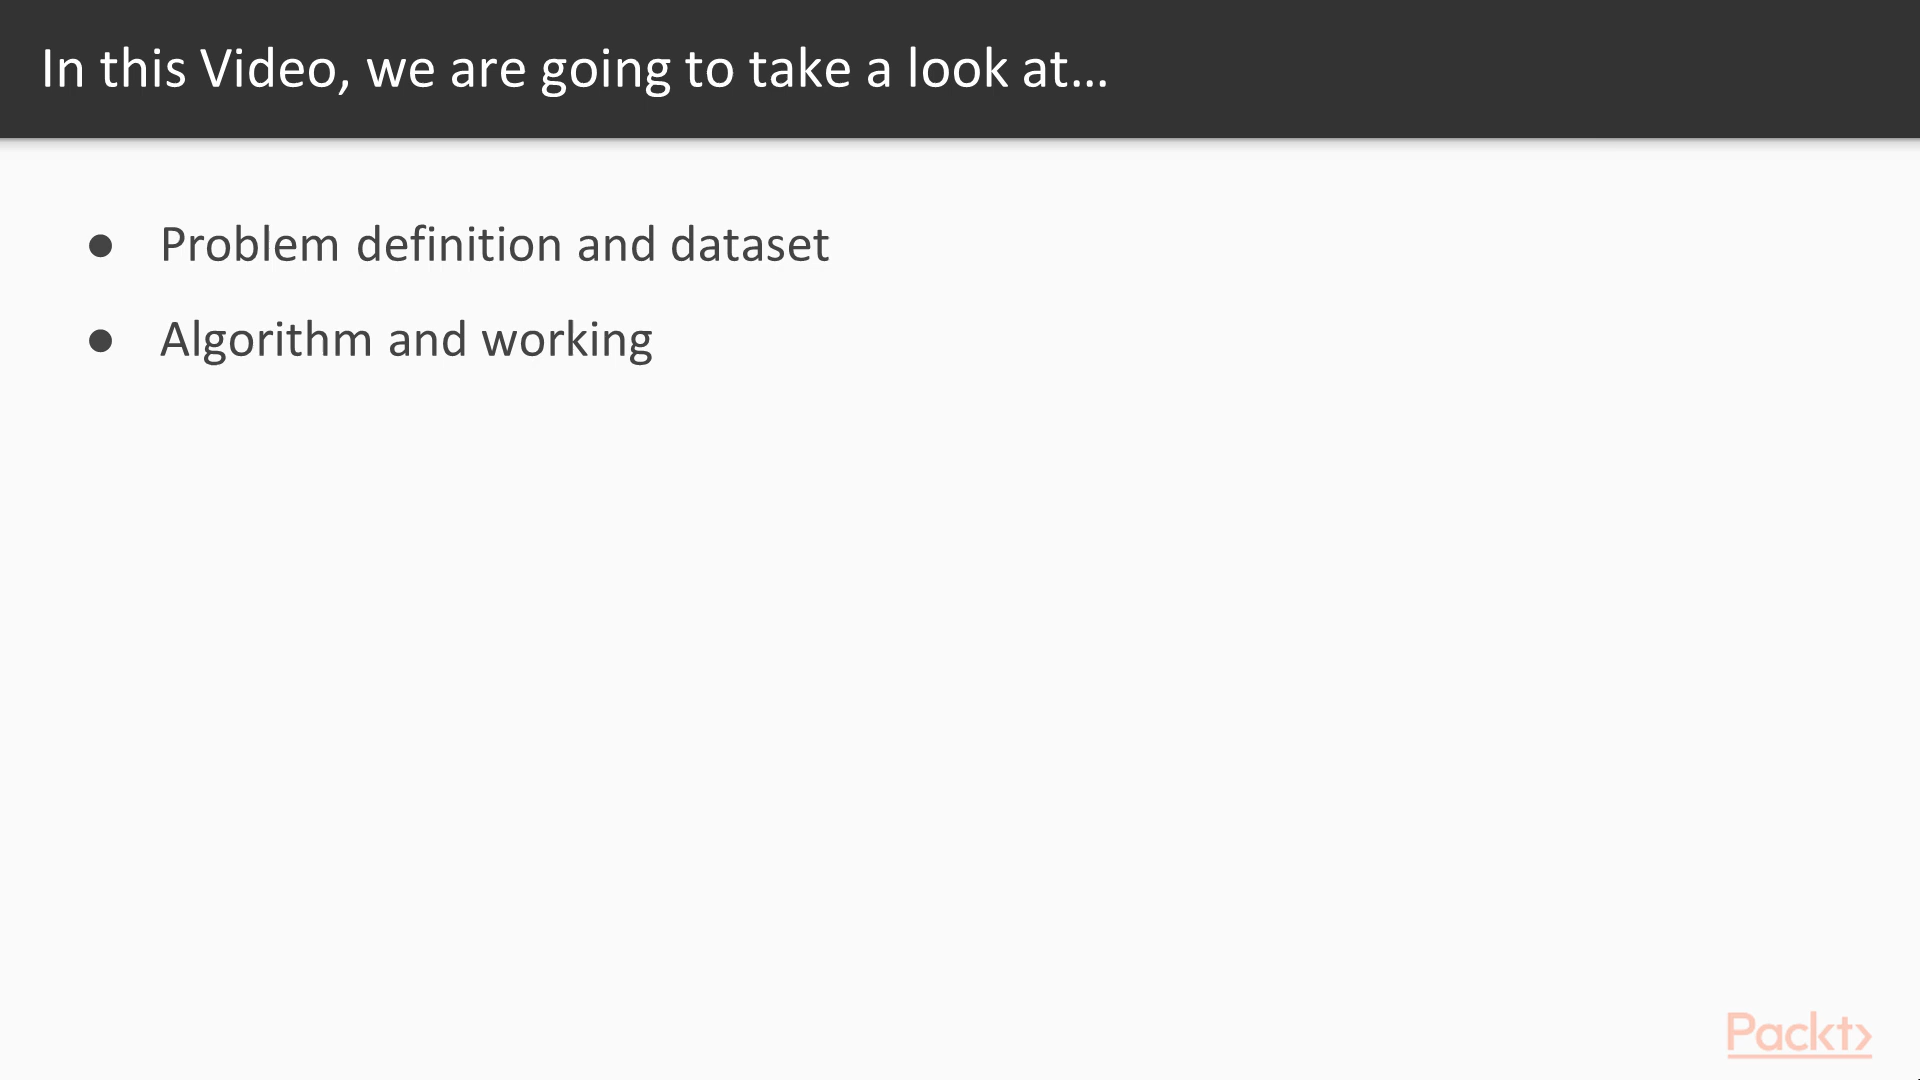 In this Video, we are going to take a look at...
● Problem definition and dataset
● Algorithm and working
Packt>